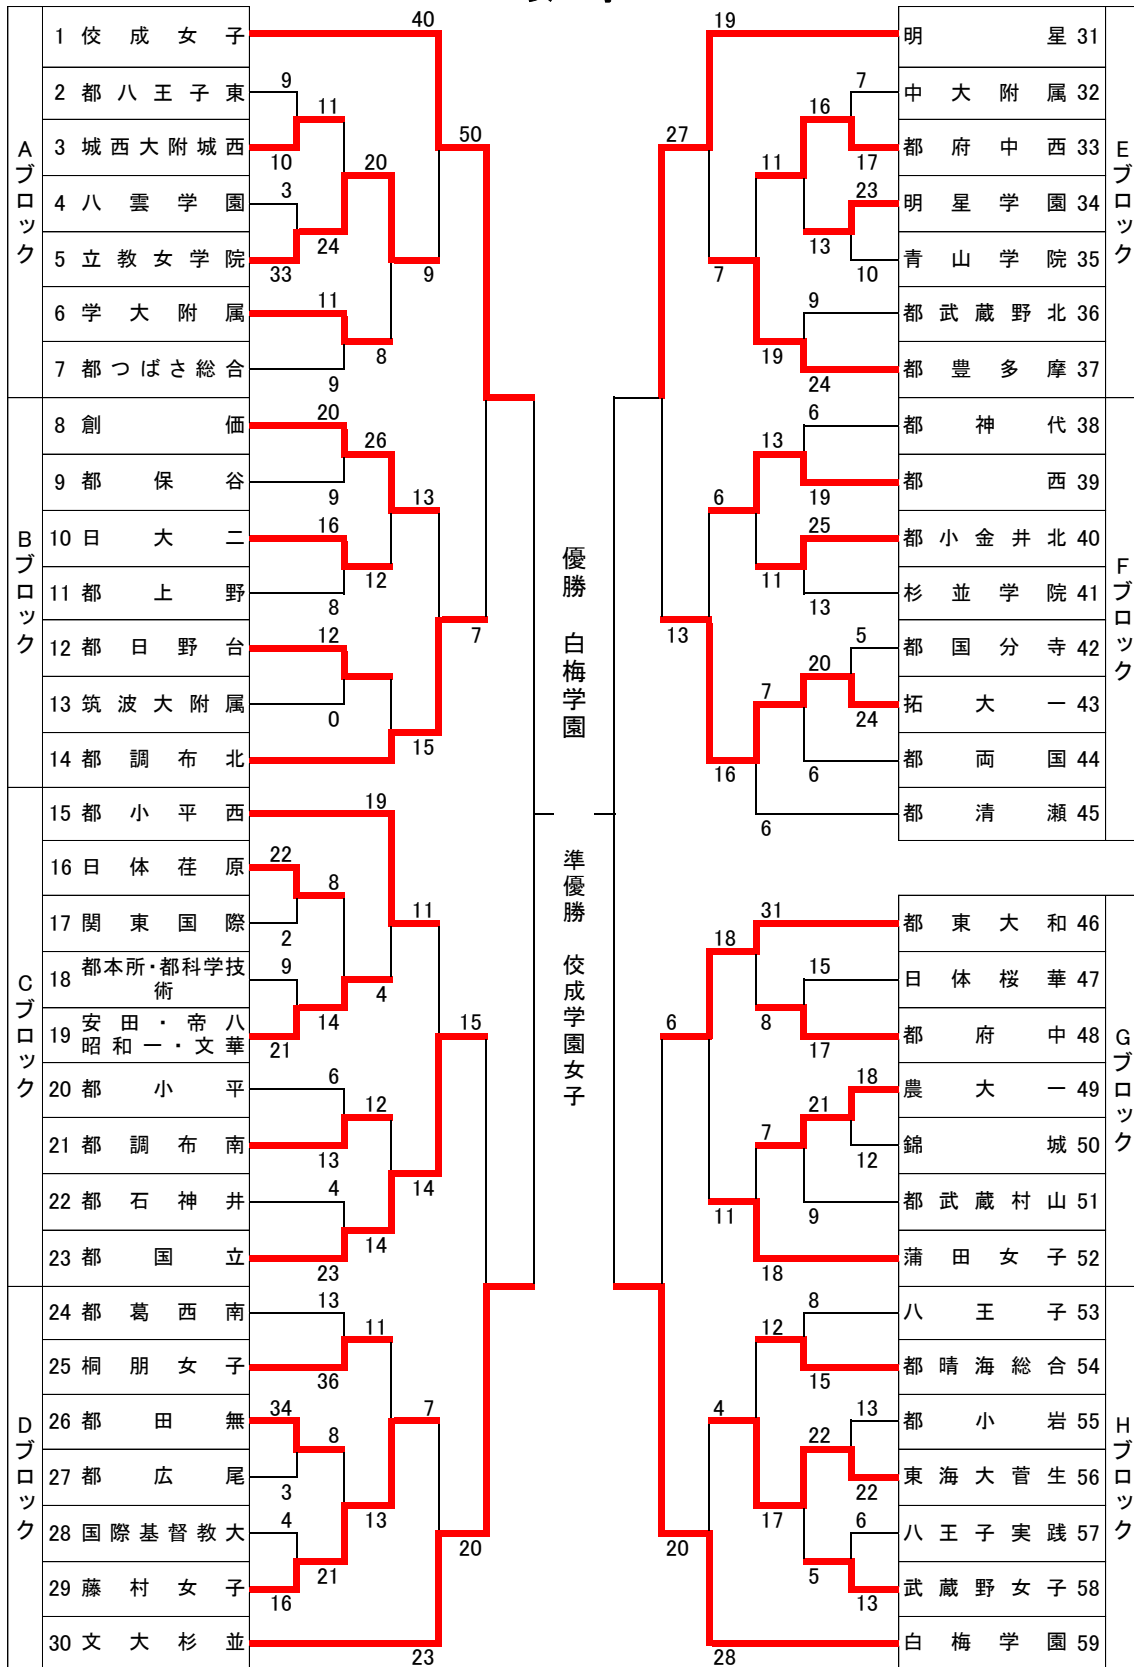 Aブロック
1 佼成女子
2 都八王子東
3 城西大附城西
4 八雲学園
5 立教女学院
6 学大附属
7 都つばさ総合
40
9
11
10
20
50
3
24
33
9
11
8
9
Bブロック
8 創価
9 都保谷
10 日大二
11 都上野
12 都日野台
13 筑波大附属
14 都調布北
20
26
9
13
16
12
8
12
7
0
15
Cブロック
15 都小平西
16 日体荏原
17 関東国際
18 都本所・都科学技術
19 安田・帝八
昭和一・文華
20 都小平
21 都調布南
22 都石神井
23 都国立
19
22
8
11
2
9
4
14
15
21
6
12
13
4
14
14
23
Dブロック
24 都葛西南
25 桐朋女子
26 都田無
27 都広尾
28 国際基督教大
29 藤村女子
30 文大杉並
13
11
36
34
7
8
3
4
13
20
21
16
23
優勝 白梅学園
準優勝 佼成学園女子
Eブロック
明星 31
中大附属 32
都府中西 33
明星学園 34
青山学院 35
都武蔵野北 36
都豊多摩 37
19
7
16
27
11
17
23
13
7
10
9
19
24
Fブロック
都神代 38
都西 39
都小金井北 40
杉並学院 41
都国分寺 42
拓大一 43
都両国 44
都清瀬 45
6
13
6
19
25
11
13
13
5
20
7
24
16
6
6
Gブロック
都東大和 46
日体桜華 47
都府中 48
農大一 49
錦城 50
都武蔵村山 51
蒲田女子 52
31
18
15
8
6
17
18
21
7
12
11
9
18
Hブロック
八王子 53
都晴海総合 54
都小岩 55
東海大菅生 56
八王子実践 57
武蔵野女子 58
白梅学園 59
8
12
15
4
13
22
22
17
6
20
5
13
28